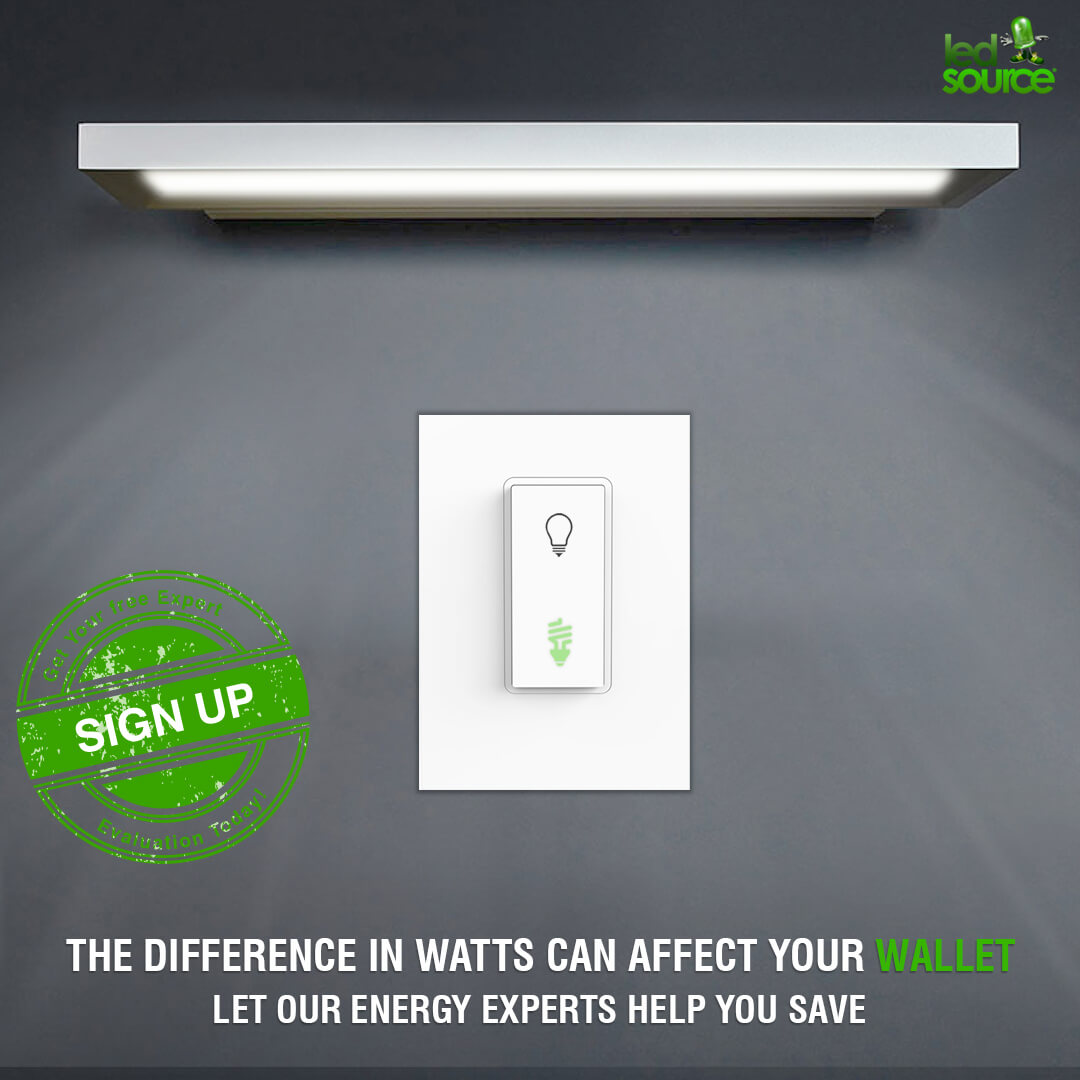 led
source
Get Your free Expert
SIGN UP
Evaluation Today!
THE DIFFERENCE IN WATTS CAN AFFECT YOUR WALLET
LET OUR ENERGY EXPERTS HELP YOU SAVE